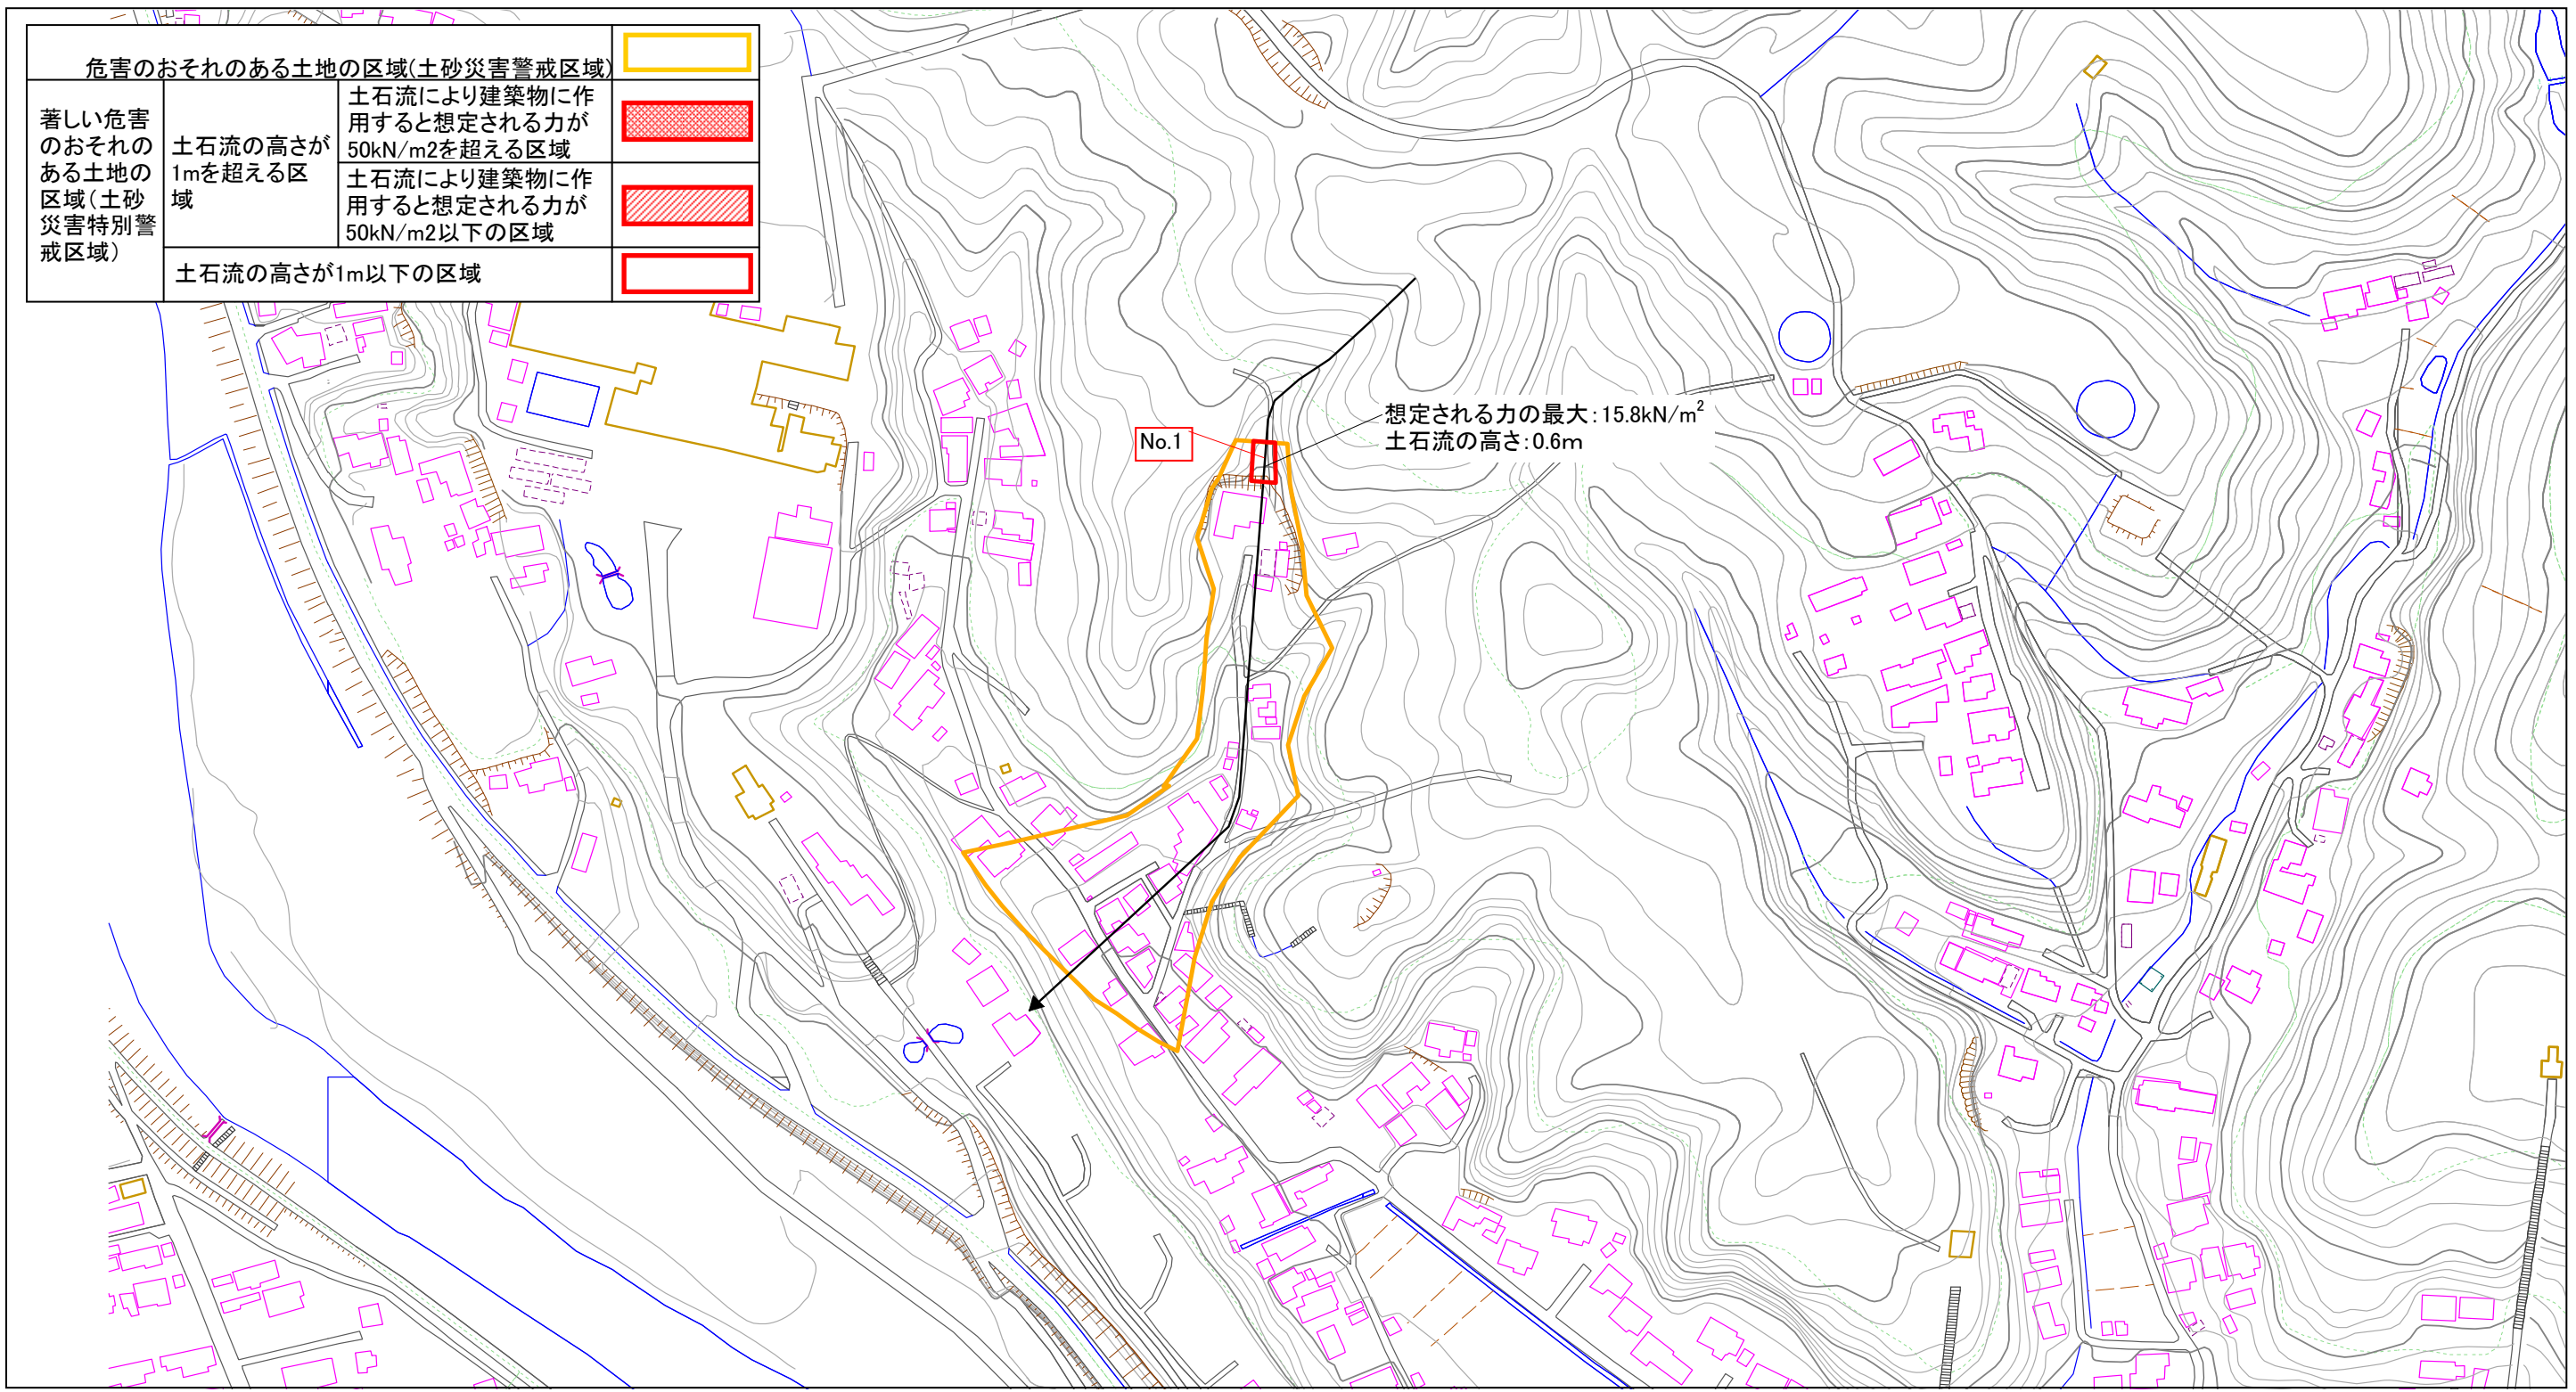 危害のおそれのある土地の区域(土砂災害警戒区域)
著しい危害
のおそれの
ある土地の
区域(土砂
災害特別警
戒区域)
土石流の高さが
1mを超える区
域
土石流により建築物に作
用すると想定される力が
50kN/m2を超える区域
土石流により建築物に作
用すると想定される力が
50kN/m2以下の区域
土石流の高さが1m以下の区域
No.1
想定される力の最大:15.8kN/m²
土石流の高さ:0.6m